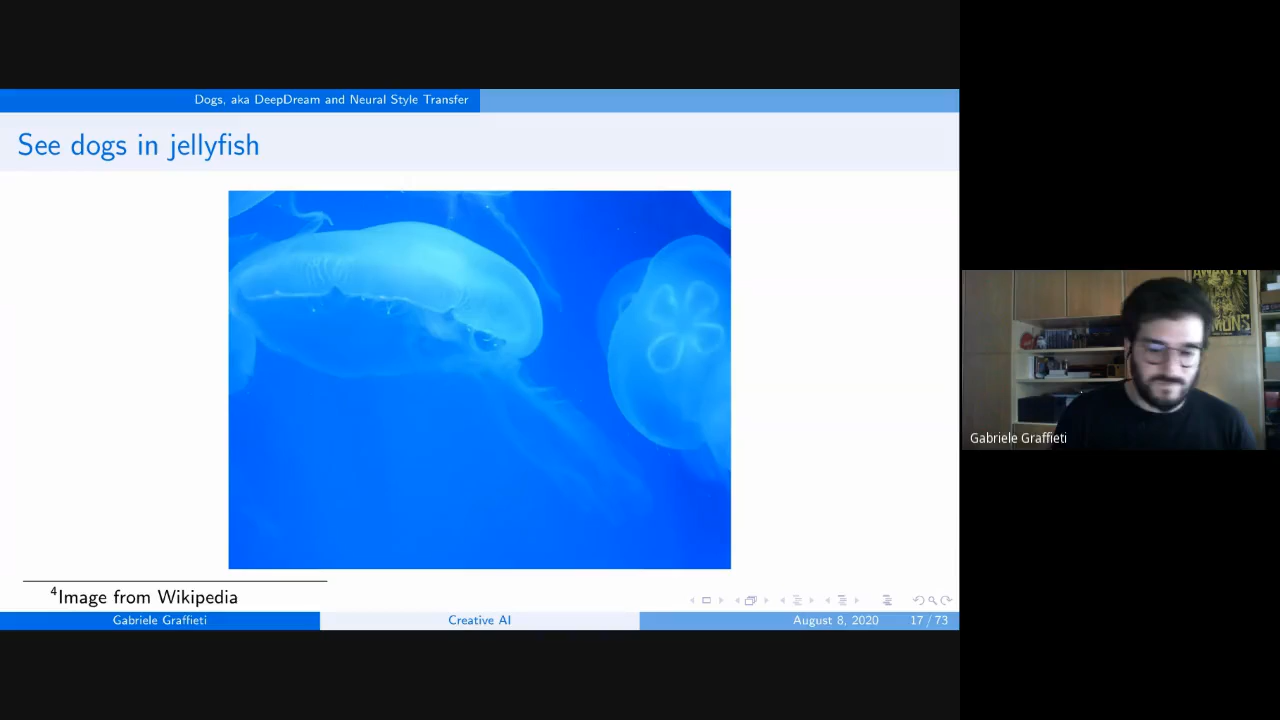 Dogs, aka DeepDream and Neural Style Transfer
See dogs in jellyfish
4Image from Wikipedia
Gabriele Graffieti
Creative AI
August 8, 2020
17 / 73
Gabriele Graffieti